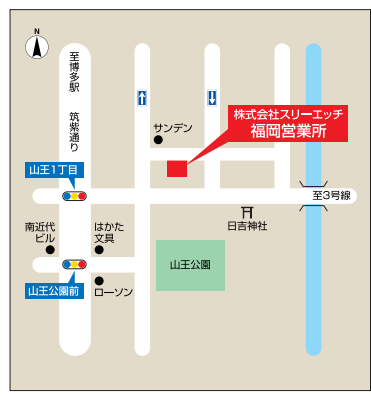 N
至博多駅
筑紫通り
サンデン
株式会社スリーエッチ
福岡営業所
山王1丁目
至3号線
南近代
ビル
はかた
文具
日吉神社
山王公園
山王公園前
ローソン